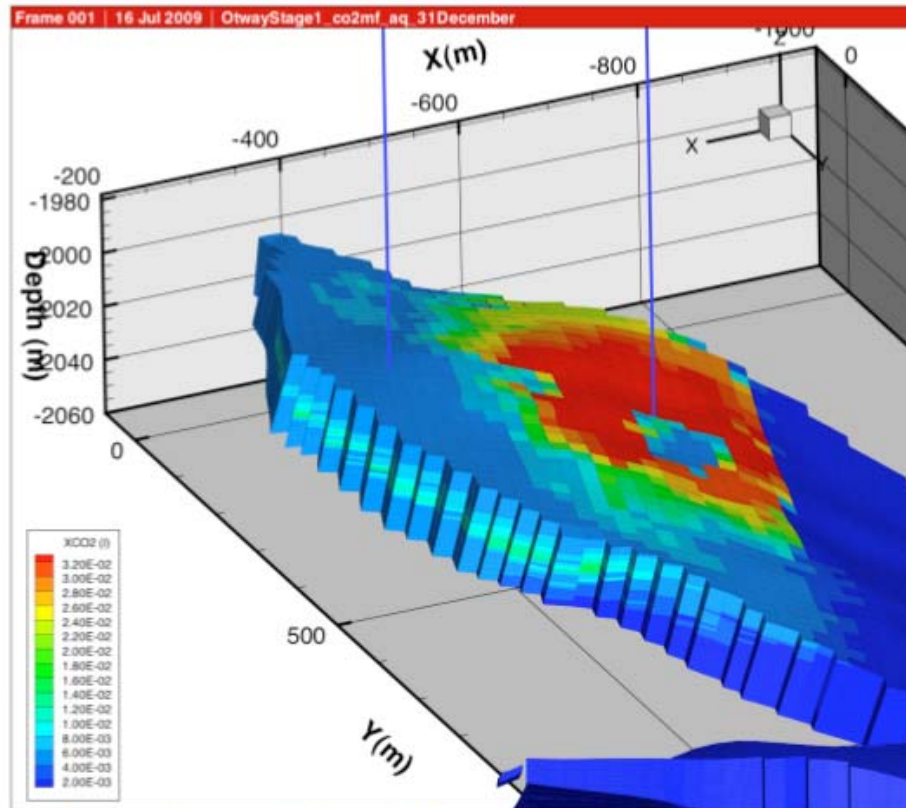 Frame 001 | 16 Jul 2009 | OtwayStage1_co2mf_aq_31December
X(m)
-200
-400
-600
-800
-1000
0
Z
X
Y
Depth (m)
-1980
-2000
-2020
-2040
-2060
0
500
Y(m)
XCO2 (l)
3.20E-02
3.00E-02
2.80E-02
2.60E-02
2.40E-02
2.20E-02
2.00E-02
1.80E-02
1.60E-02
1.40E-02
1.20E-02
1.00E-02
8.00E-03
6.00E-03
4.00E-03
2.00E-03